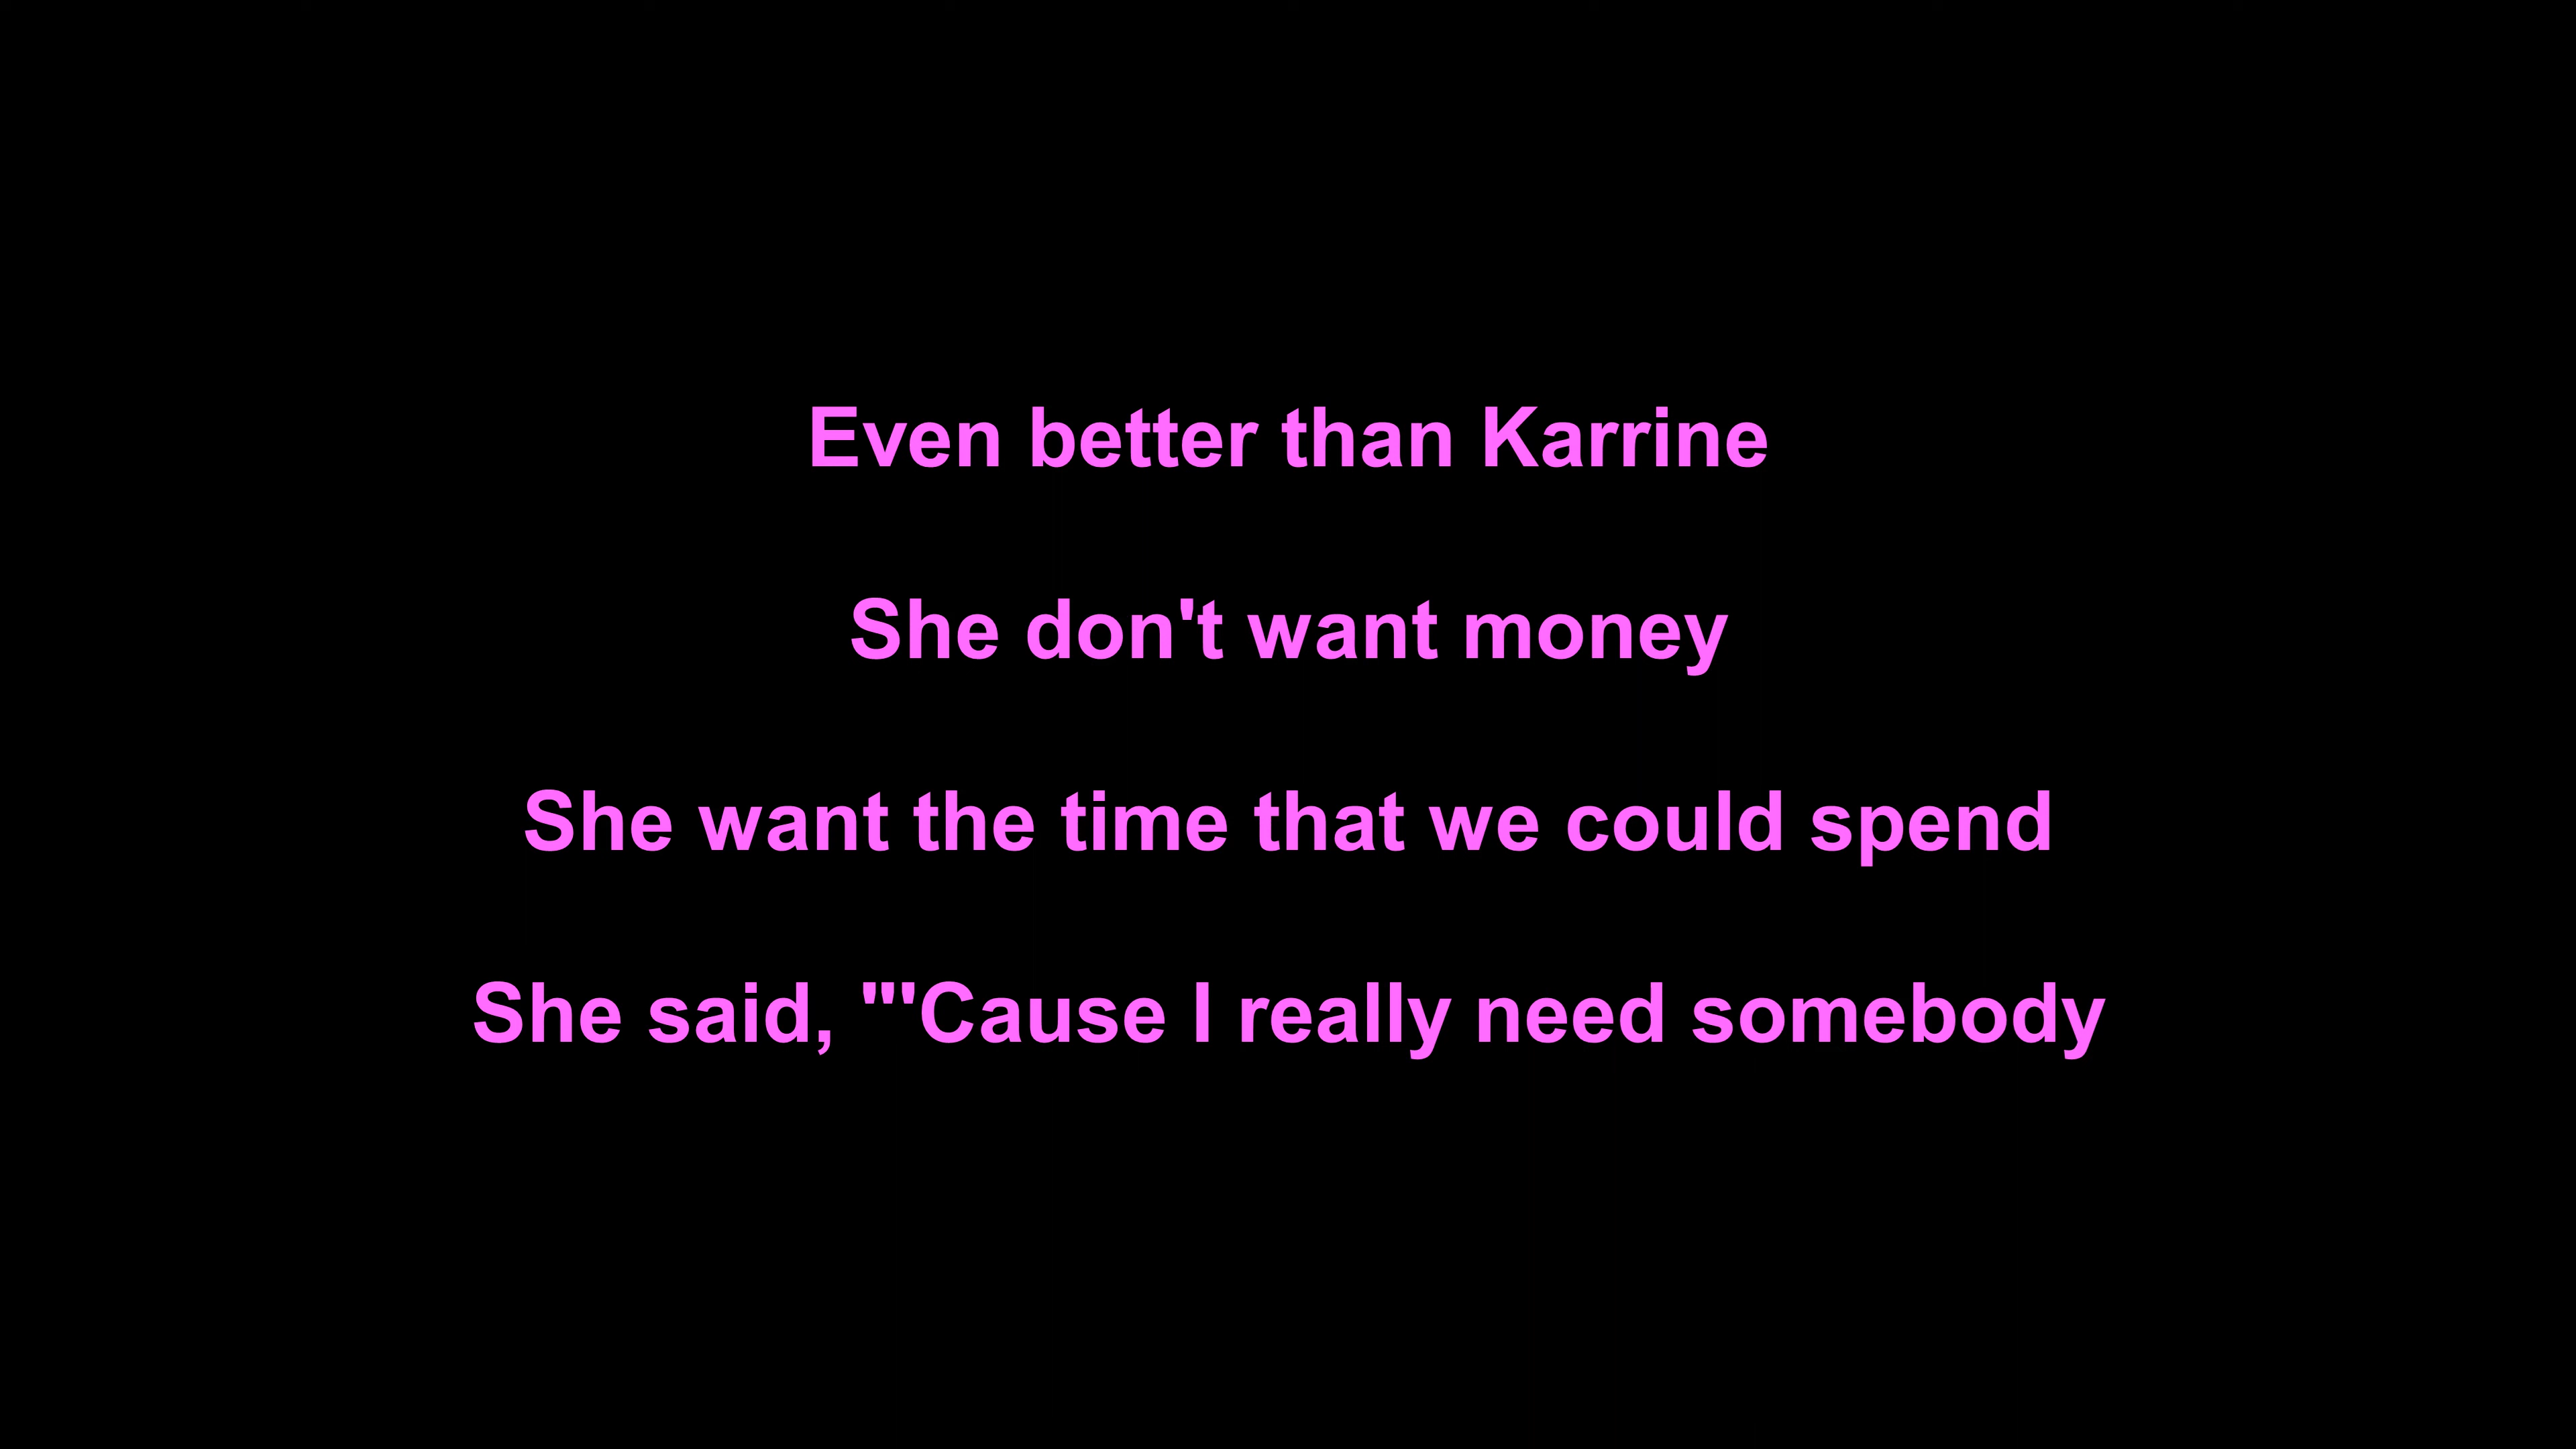 Even better than Karrine
She don't want money
She want the time that we could spend
She said, "'Cause I really need somebody